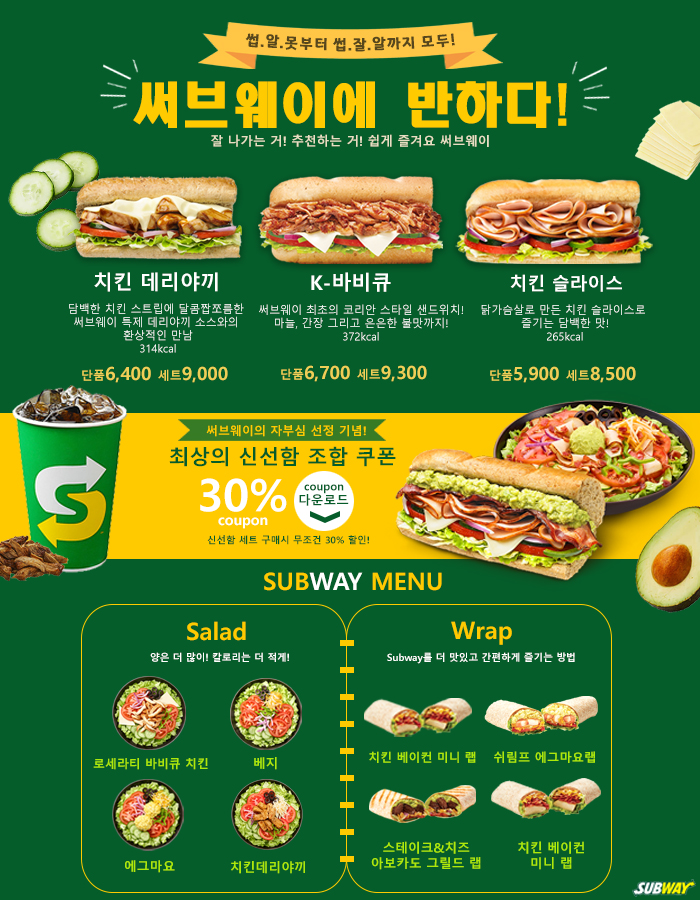 썹.알.못부터 썹.잘.알까지 모두!
써브웨이에 반하다!
잘 나가는 거! 추천하는 거! 쉽게 즐겨요 써브웨이
치킨 데리야끼
담백한 치킨 스트립에 달콤짭쪼름한
써브웨이 특제 데리야끼 소스와의
환상적인 만남
314kcal
단품6,400 세트9,000
K-바비큐
써브웨이 최초의 코리안 스타일 샌드위치!
마늘, 간장 그리고 은은한 불맛까지!
372kcal
단품6,700 세트9,300
치킨 슬라이스
닭가슴살로 만든 치킨 슬라이스로
즐기는 담백한 맛!
265kcal
단품5,900 세트8,500
써브웨이의 자부심 선정 기념!
최상의 신선함 조합 쿠폰
30%
coupon
coupon
다운로드
신선함 세트 구매시 무조건 30% 할인!
SUBWAY MENU
Salad
양은 더 많이! 칼로리는 더 적게!
로세라티 바비큐 치킨
베지
에그마요
치킨데리야끼
Wrap
Subway를 더 맛있고 간편하게 즐기는 방법
치킨 베이컨 미니 랩
쉬림프 에그마요랩
스테이크&치즈
아보카도 그릴드 랩
치킨 베이컨
미니 랩
SUBWAY